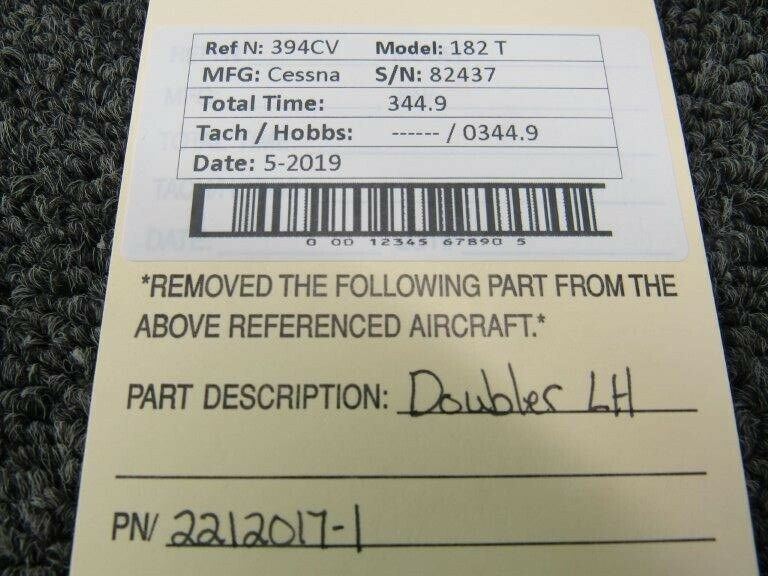 Ref N: 394CV Model: 182 T
MFG: Cessna S/N: 82437
Total Time: 344.9
Tach / Hobbs: ------ / 0344.9
Date: 5-2019
0 00 12345 67890 5
*REMOVED THE FOLLOWING PART FROM THE
ABOVE REFERENCED AIRCRAFT.*
PART DESCRIPTION: Doubler LH
PN/ 2212017-1